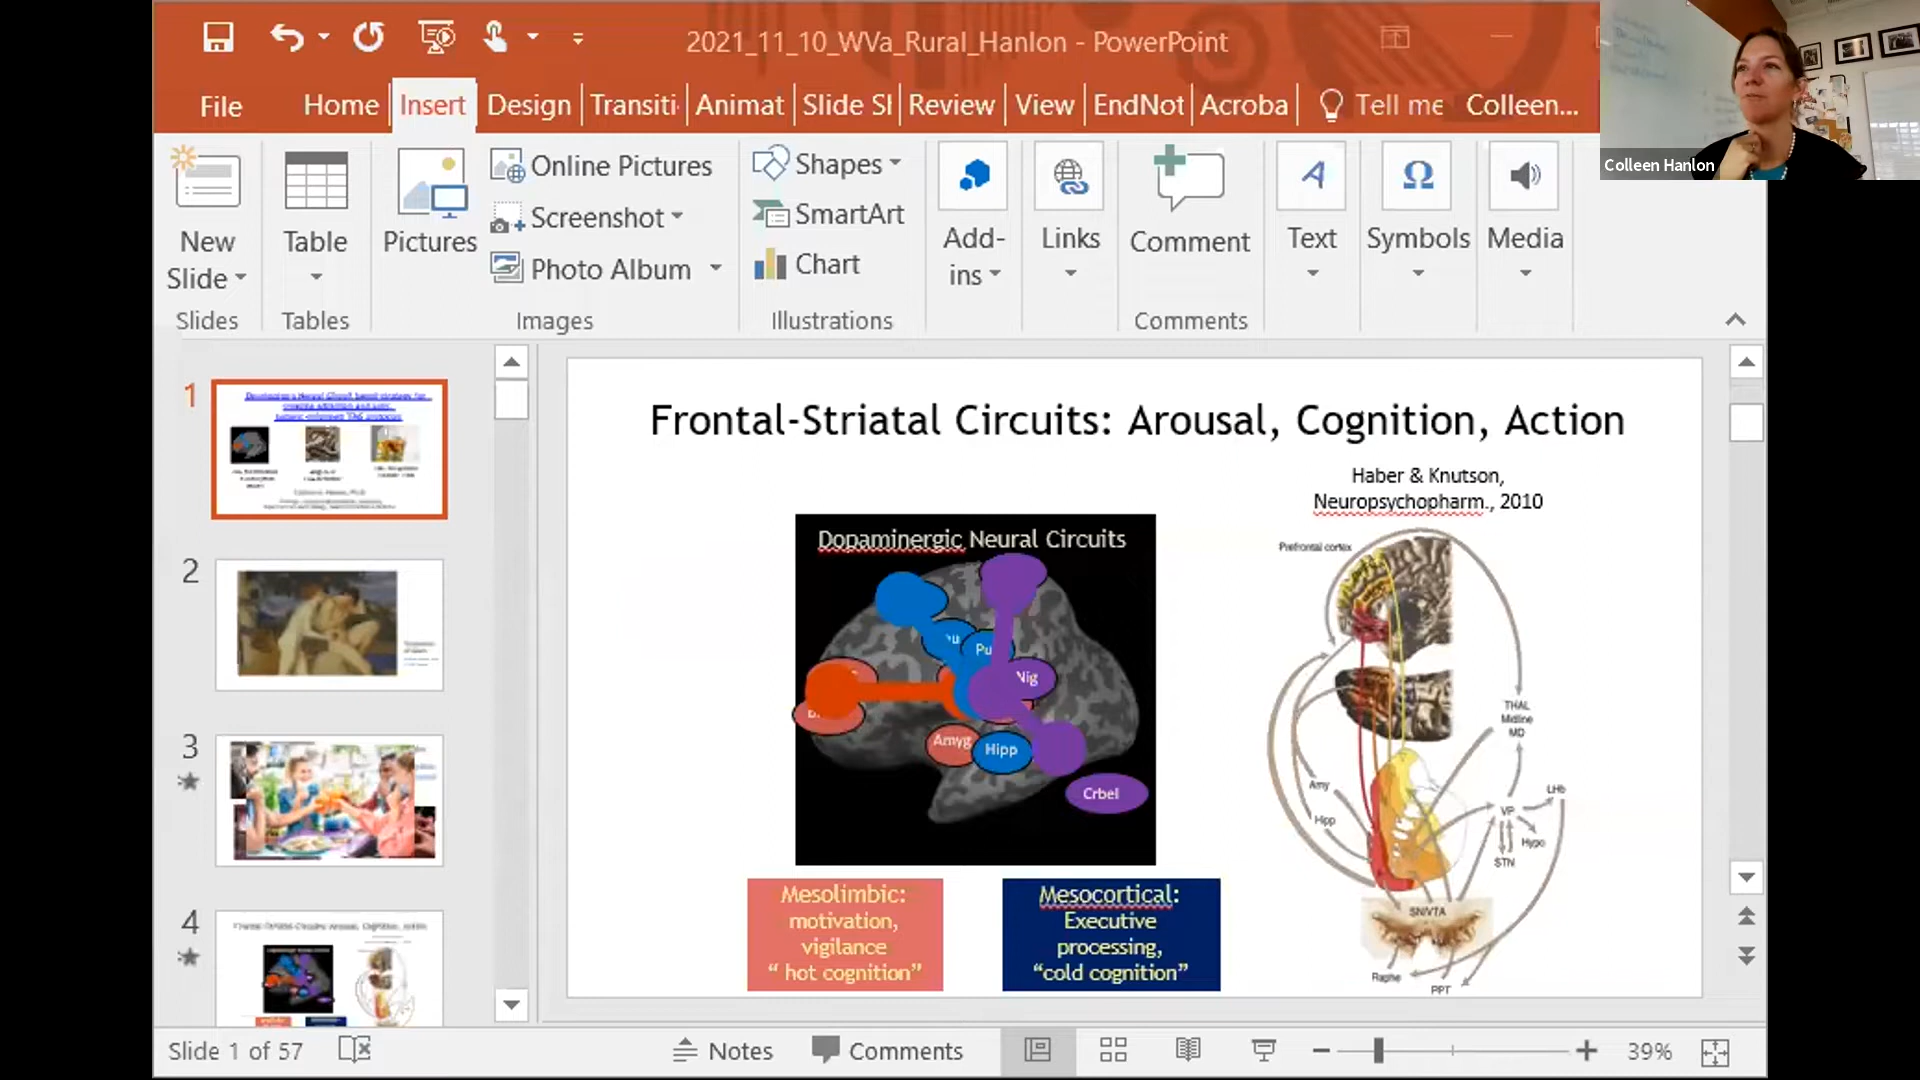 2021_11_10_WVa_Rural_Hanlon - PowerPoint
File
Home
Insert
Design
Transiti
Animat
Slide Sl
Review
View
EndNot
Acroba
Tell me
Colleen...
Colleen Hanlon
New
Slide
Slides
Table
Tables
Pictures
Online Pictures
Screenshot
Photo Album
Images
Shapes
SmartArt
Chart
Illustrations
Add-
ins
Links
Comment
Comments
Text
Symbols
Media
1
2
3
4
Frontal-Striatal Circuits: Arousal, Cognition, Action
Haber & Knutson,
Neuropsychopharm., 2010
Dopaminergic Neural Circuits
Pu
Nig
Amyg
Hipp
Crbel
Mesolimbic:
motivation,
vigilance
“ hot cognition”
Mesocortical:
Executive
processing,
“cold cognition”
Prefrontal cortex
THAL
Midline
MD
Amy
Hipp
LHb
VP
Hypo
STN
SN/VTA
Raphe
PPT
Slide 1 of 57
Notes
Comments
39%